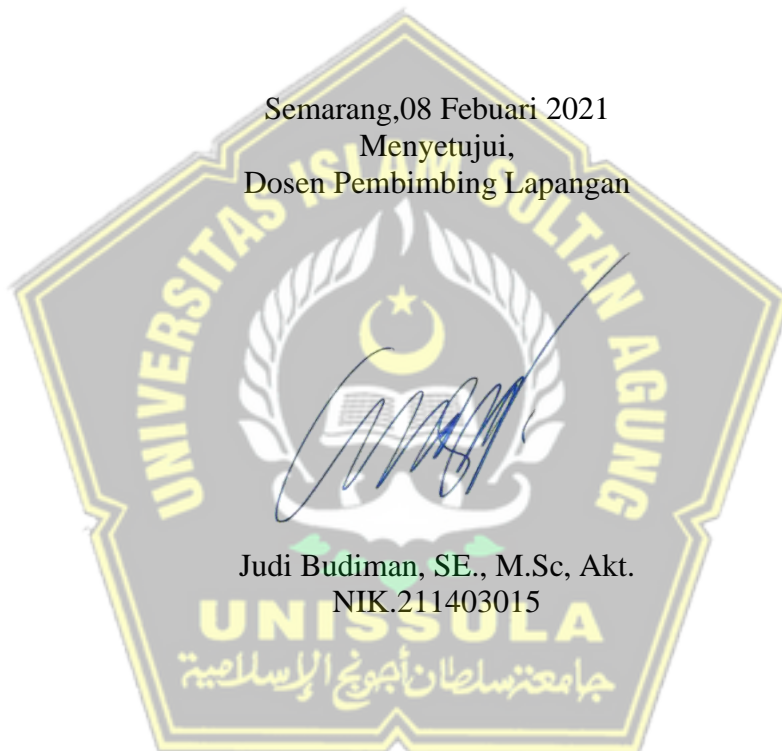 Semarang,08 Febuari 2021
Menyetujui,
Dosen Pembimbing Lapangan
UNIVERSITAS ISLAM SULTAN AGUNG
Judi Budiman, SE., M.Sc, Akt.
NIK.211403015
UNISSULA
جامعة سلطان أجونج الإسلامية